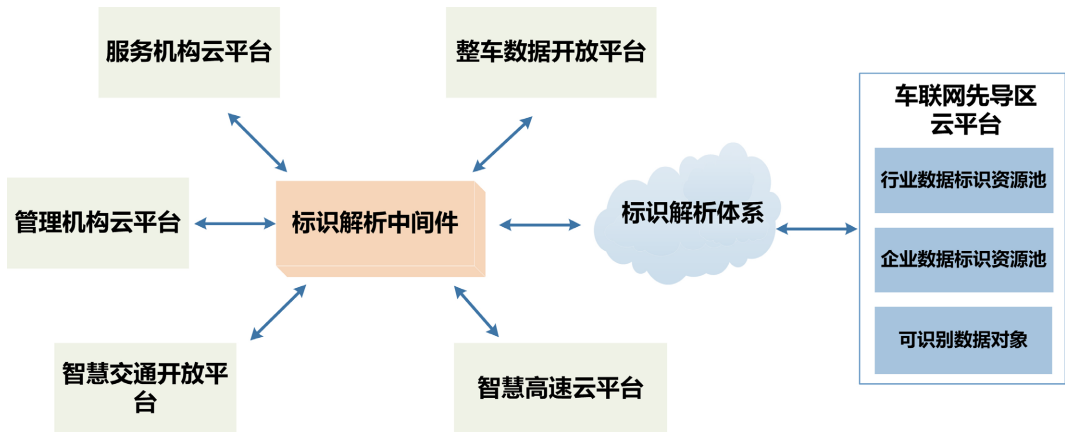 服务机构云平台
整车数据开放平台
车联网先导区
云平台
行业数据标识资源池
管理机构云平台
标识解析中间件
标识解析体系
企业数据标识资源池
可识别数据对象
智慧交通开放平
台
智慧高速云平台